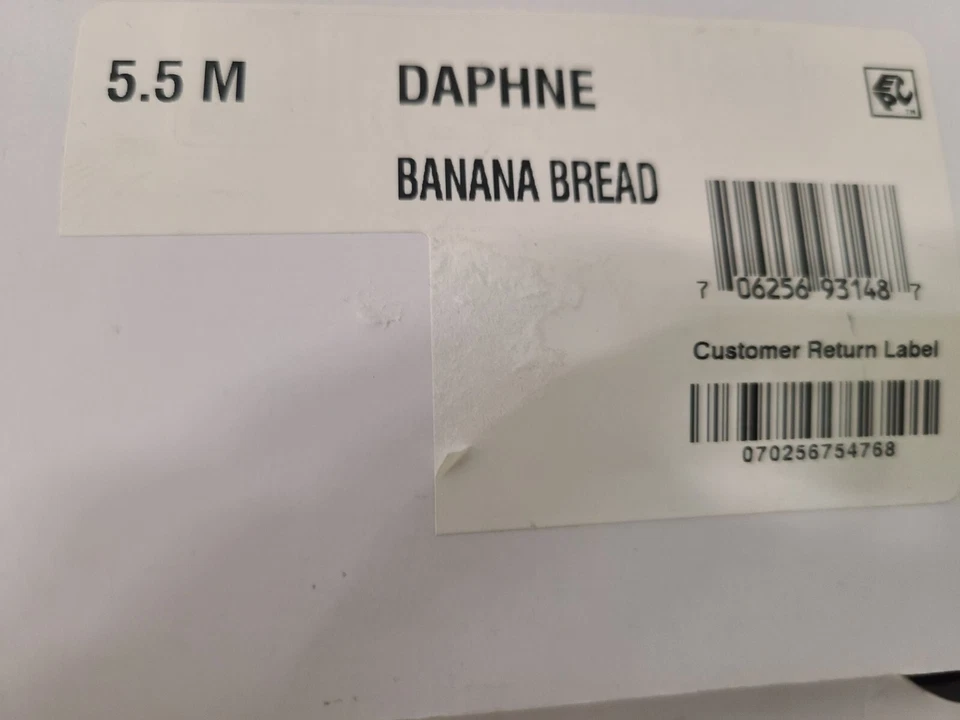 5.5 M DAPHNE
BANANA BREAD
7 06256 93148 7
Customer Return Label
070256754768